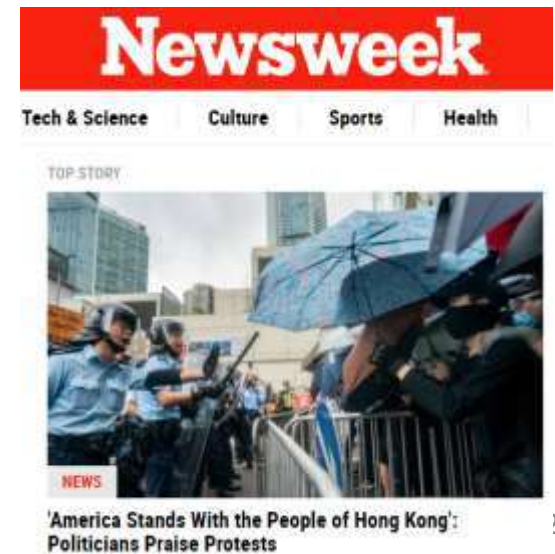 Newsweek
Tech & Science Culture Sports Health
TOP STORY
NEWS
'America Stands With the People of Hong Kong':
Politicians Praise Protests